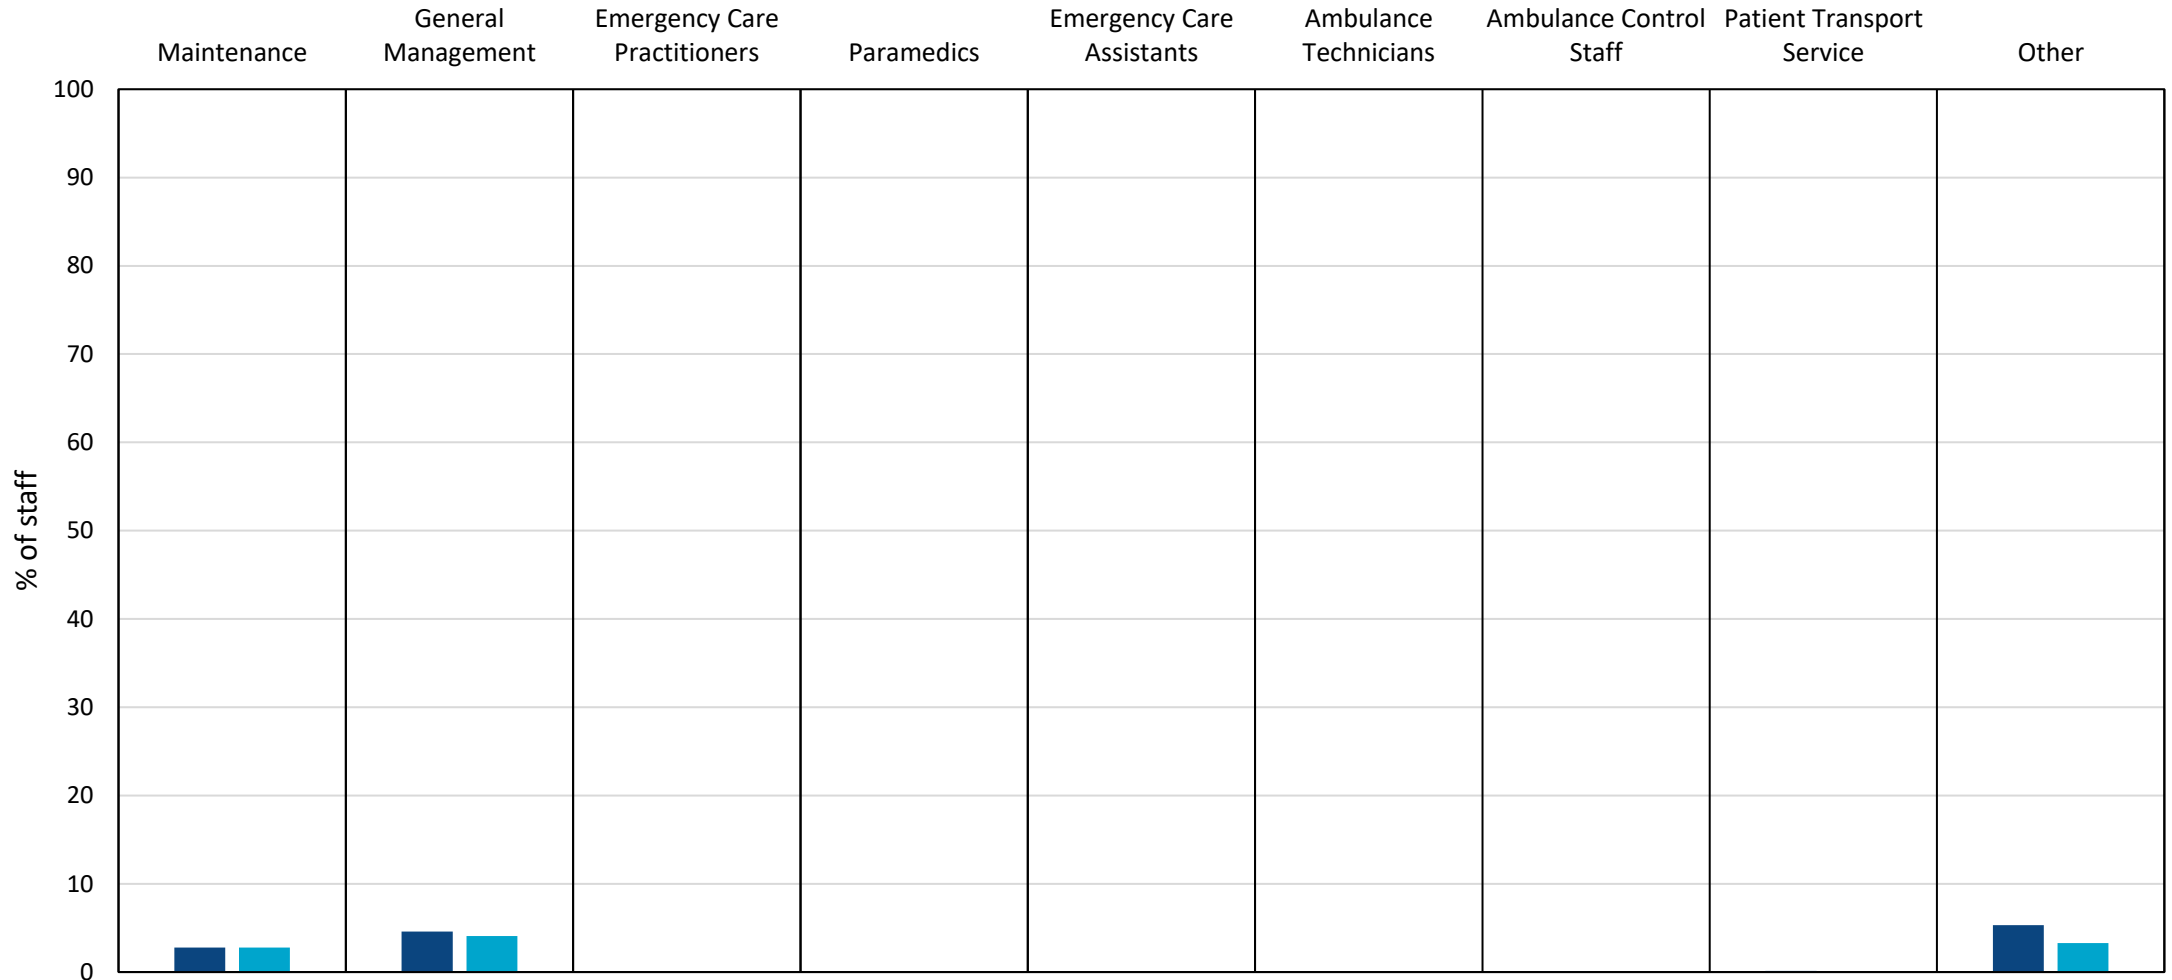 Maintenance
General
Management
Emergency Care
Practitioners
Paramedics
Emergency Care
Assistants
Ambulance
Technicians
Ambulance Control
Staff
Patient Transport
Service
Other
100
90
80
70
60
50
40
30
20
10
0
% of staff